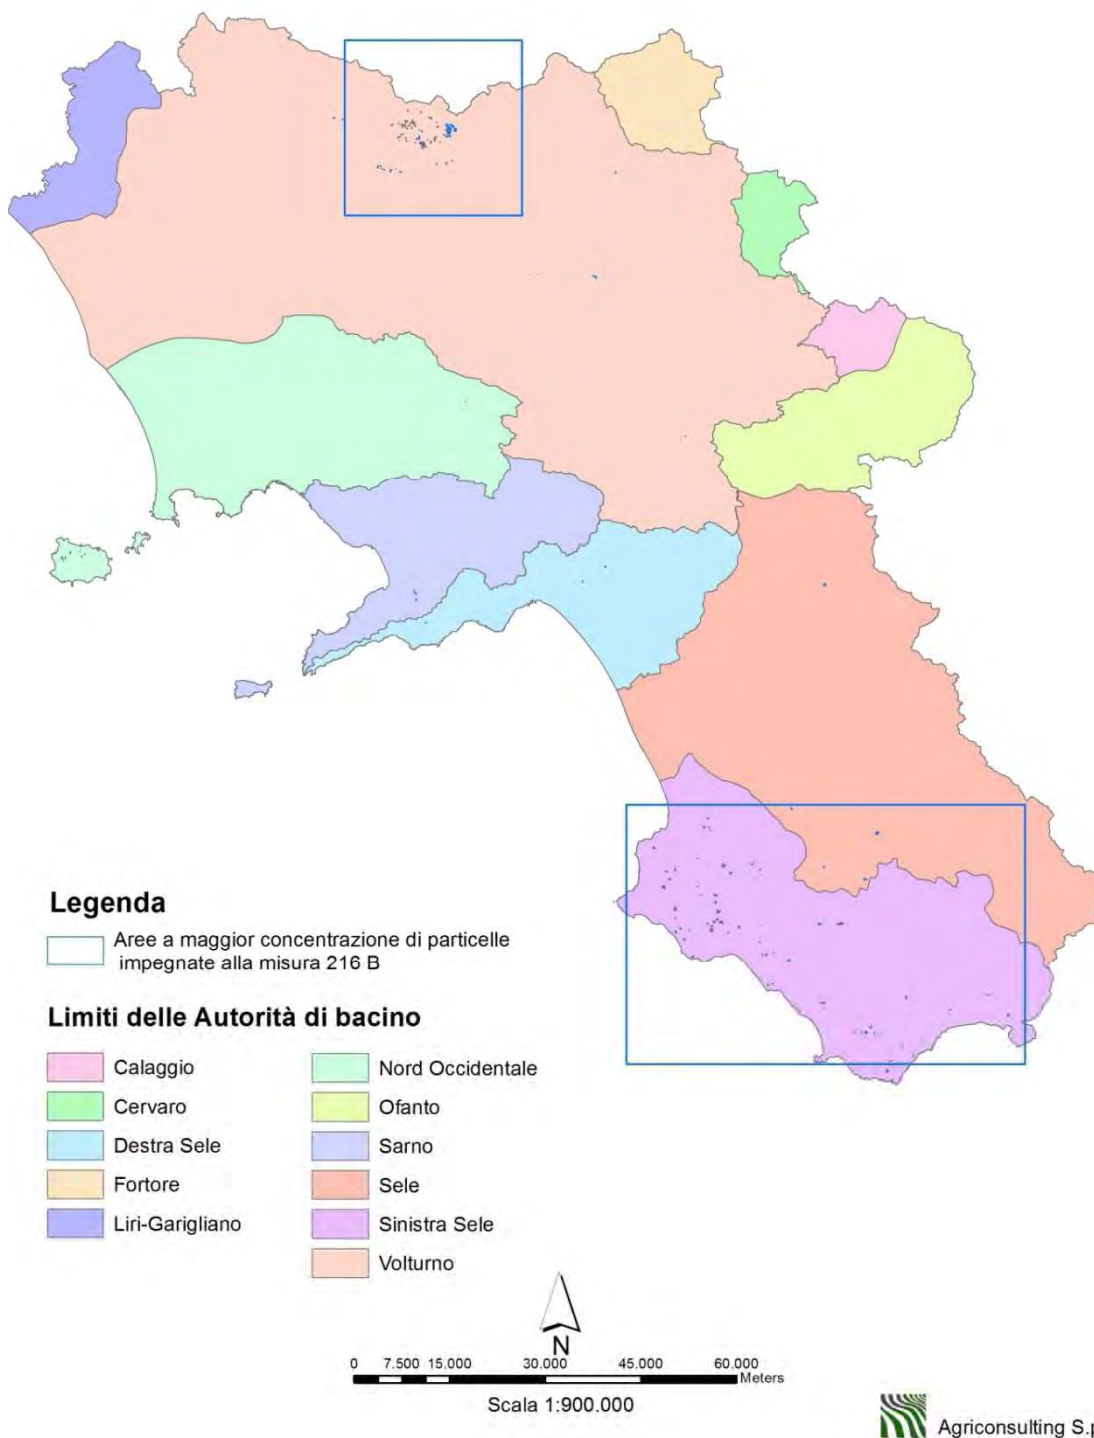 Legenda
Aree a maggior concentrazione di particelle
impegnate alla misura 216 B
Limiti delle Autorità di bacino
Calaggio
Cervaro
Destra Sele
Fortore
Liri-Garigliano
Nord Occidentale
Ofanto
Sarno
Sele
Sinistra Sele
Volturno
N
0 7.500 15.000 30.000 45.000 60.000
Meters
Scala 1:900.000
Agriconsulting S.p